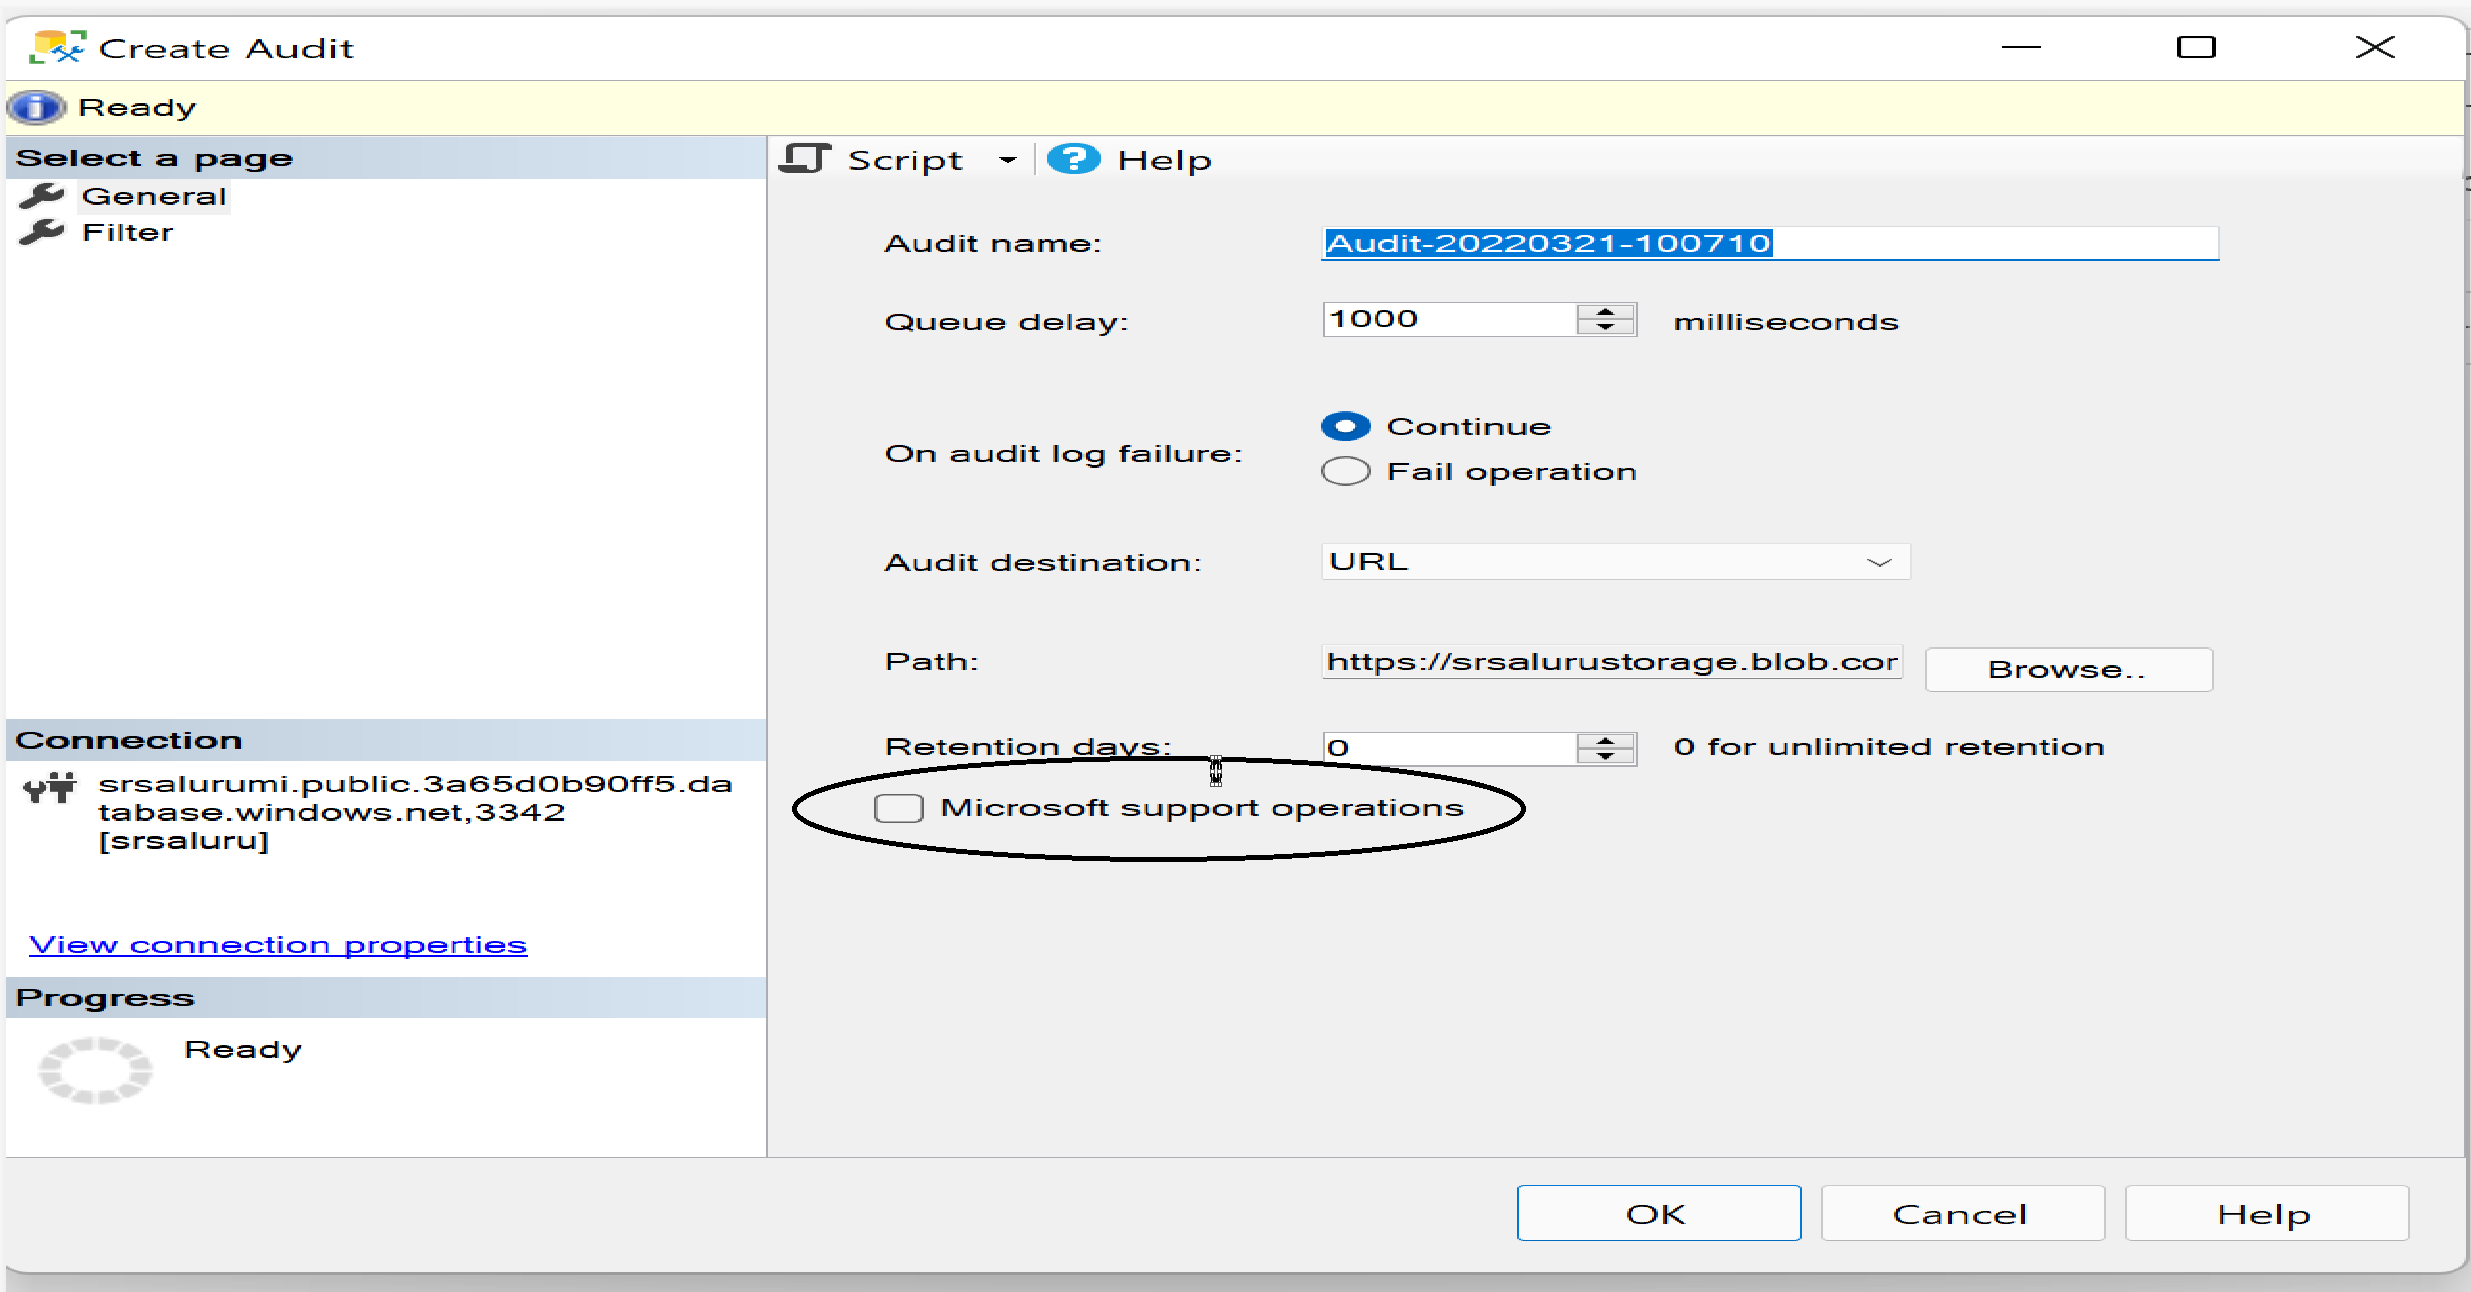 Create Audit
Ready
Select a page
General
Filter
Script
Help
Audit name:
Audit-20220321-100710
Queue delay:
1000
milliseconds
On audit log failure:
Continue
Fail operation
Audit destination:
URL
Path:
https://srsalurustorage.blob.cor
Browse..
Retention days:
0
0 for unlimited retention
Microsoft support operations
Connection
srsalurumi.public.3a65d0b90ff5.da
tabase.windows.net,3342
[srsaluru]
View connection properties
Progress
Ready
OK
Cancel
Help